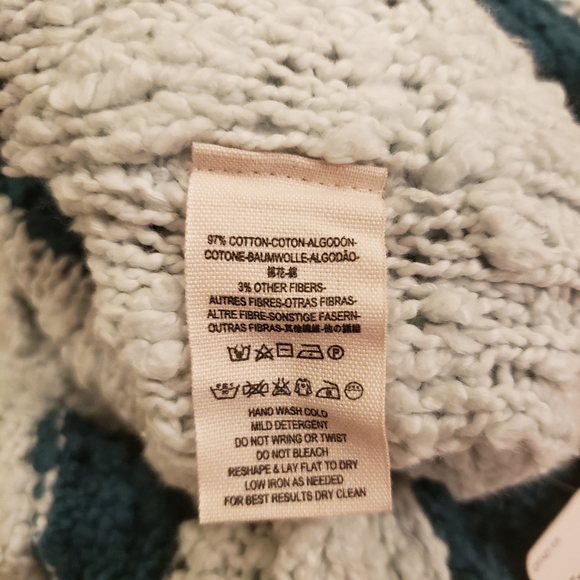 97% COTTON-COTON-ALGODÓN-
COTONE-BAUMWOLLE-ALGODÃO-
棉花-綿
3% OTHER FIBERS-
AUTRES FIBRES-OTRAS FIBRAS-
ALTRE FIBRE-SONSTIGE FASERN-
OUTRAS FIBRAS-其他纖維-他の繊維
HAND WASH COLD
MILD DETERGENT
DO NOT WRING OR TWIST
DO NOT BLEACH
RESHAPE & LAY FLAT TO DRY
LOW IRON AS NEEDED
FOR BEST RESULTS DRY CLEAN